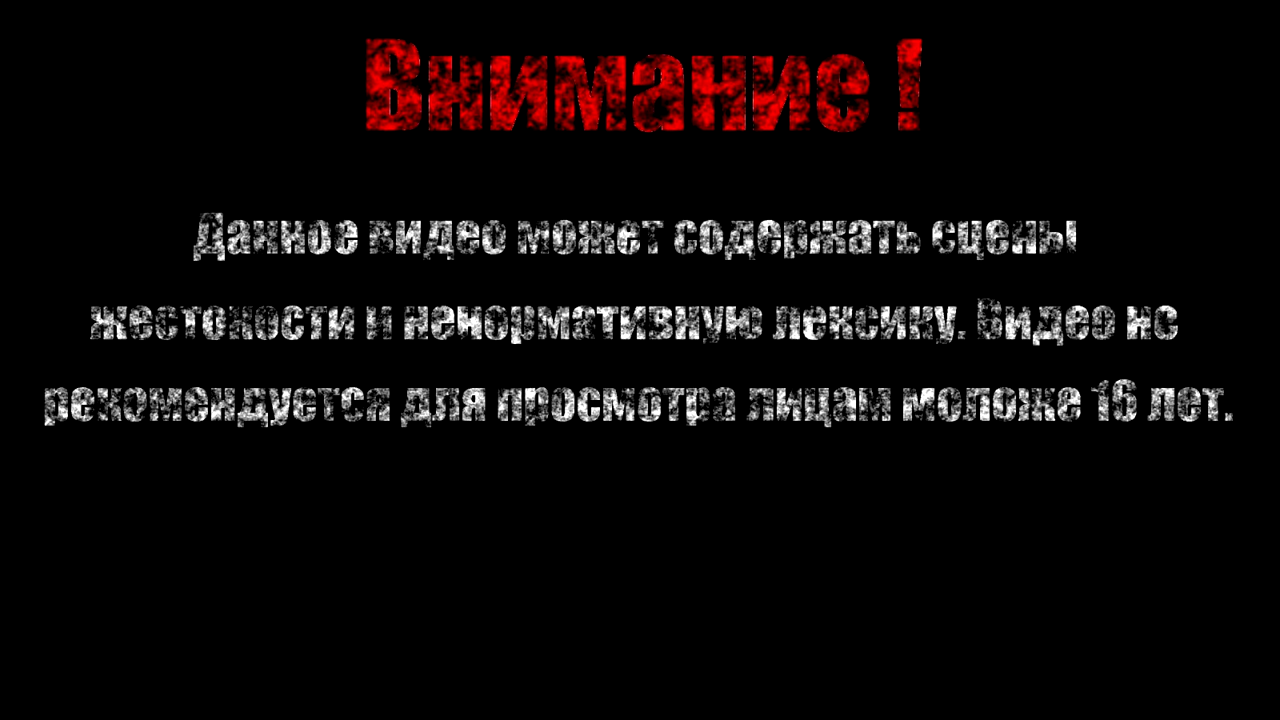 Внимание !
Данное видео может содержать сцены
жестокости и ненормативную лексику. Видео не
рекомендуется для просмотра лицам моложе 16 лет.